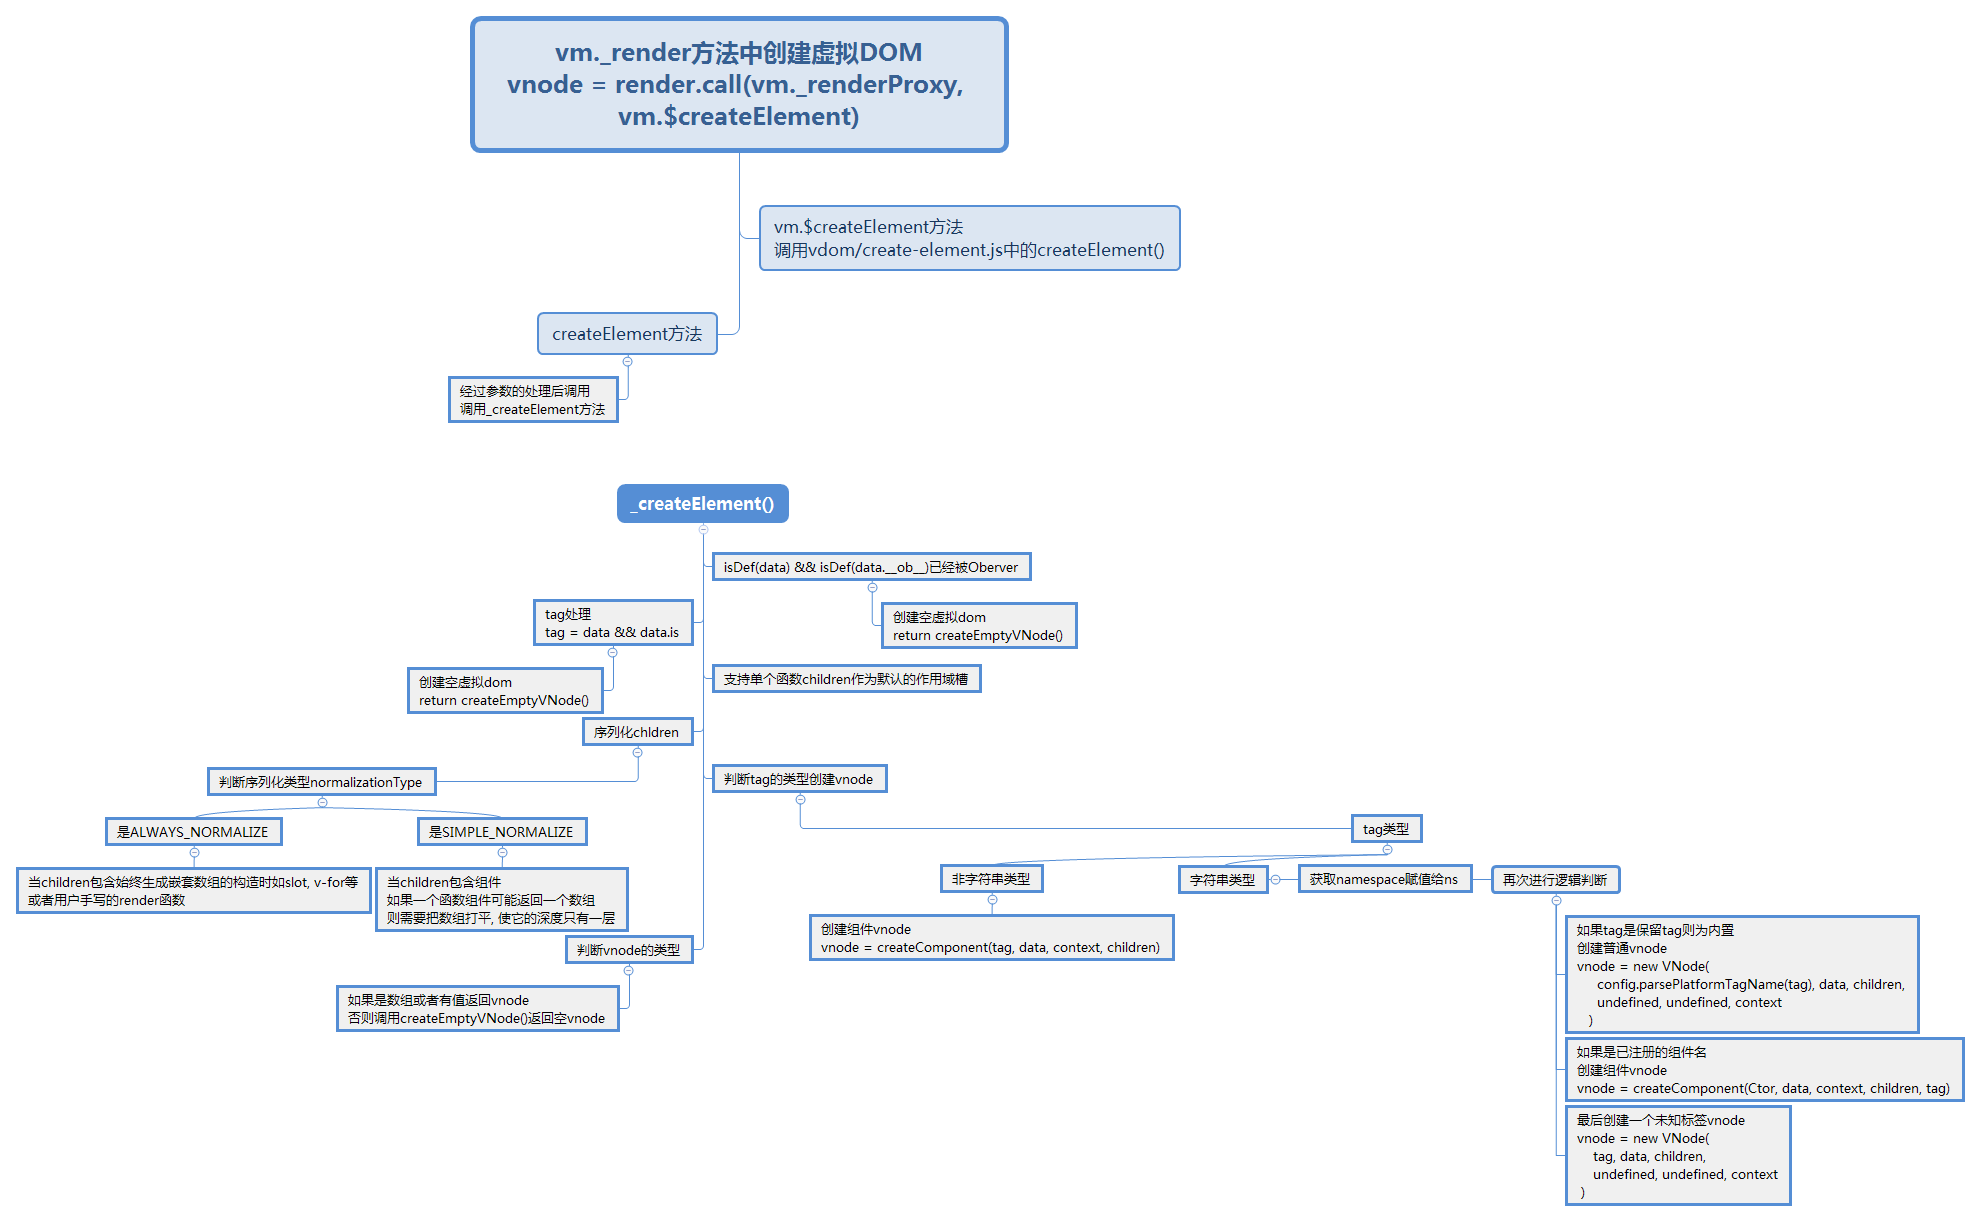 vm._render方法中创建虚拟DOM
vnode = render.call(vm._renderProxy,
vm.$createElement)
vm.$createElement方法
调用vdom/create-element.js中的createElement()
createElement方法
经过参数的处理后调用
调用_createElement方法
_createElement()
isDef(data) && isDef(data.__ob__)已经被Oberver
创建空虚拟dom
return createEmptyVNode()
tag处理
tag = data && data.is
创建空虚拟dom
return createEmptyVNode()
支持单个函数children作为默认的作用域槽
序列化chldren
判断序列化类型normalizationType
是ALWAYS_NORMALIZE
当children包含始终生成嵌套数组的构造时如slot, v-for等
或者用户手写的render函数
是SIMPLE_NORMALIZE
当children包含组件
如果一个函数组件可能返回一个数组
则需要把数组打平, 使它的深度只有一层
判断tag的类型创建vnode
tag类型
非字符串类型
创建组件vnode
vnode = createComponent(tag, data, context, children)
字符串类型
获取namespace赋值给ns
再次进行逻辑判断
如果tag是保留tag则为内置
创建普通vnode
vnode = new VNode(
config.parsePlatformTagName(tag), data, children,
undefined, undefined, context
)
如果是已注册的组件名
创建组件vnode
vnode = createComponent(Ctor, data, context, children, tag)
最后创建一个未知标签vnode
vnode = new VNode(
tag, data, children,
undefined, undefined, context
)
判断vnode的类型
如果是数组或者有值返回vnode
否则调用createEmptyVNode()返回空vnode